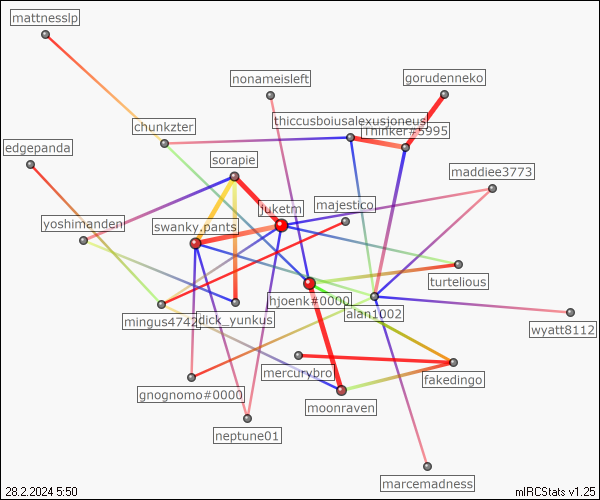 mattnesslp
nonameisleft
gorudenneko
chunkzter
thiccusboiusalexusjoneus
Thinker#5995
edgepanda
sorapie
maddiee3773
juketm
majestico
yoshimanden
swanky.pants
turtelious
hjoenk#0000
alan1002
mingus4742
dick_yunkus
wyatt8112
mercurybro
fakedingo
gnognomo#0000
moonraven
neptune01
marcemadness
28.2.2024 5:50
mIRCStats v1.25